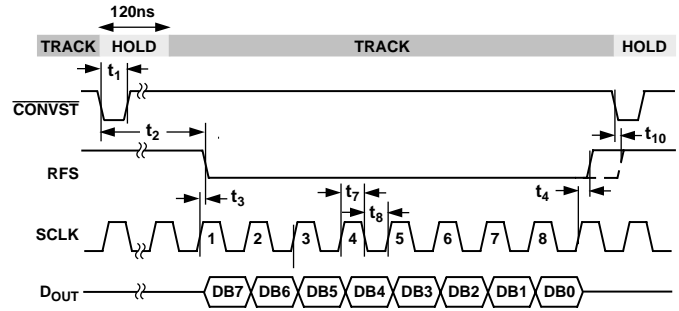 120ns
TRACK HOLD TRACK HOLD
t1
CONVST
t2
t10
RFS
t3
t7
t8
t4
SCLK 1 2 3 4 5 6 7 8
DOUT DB7 DB6 DB5 DB4 DB3 DB2 DB1 DB0